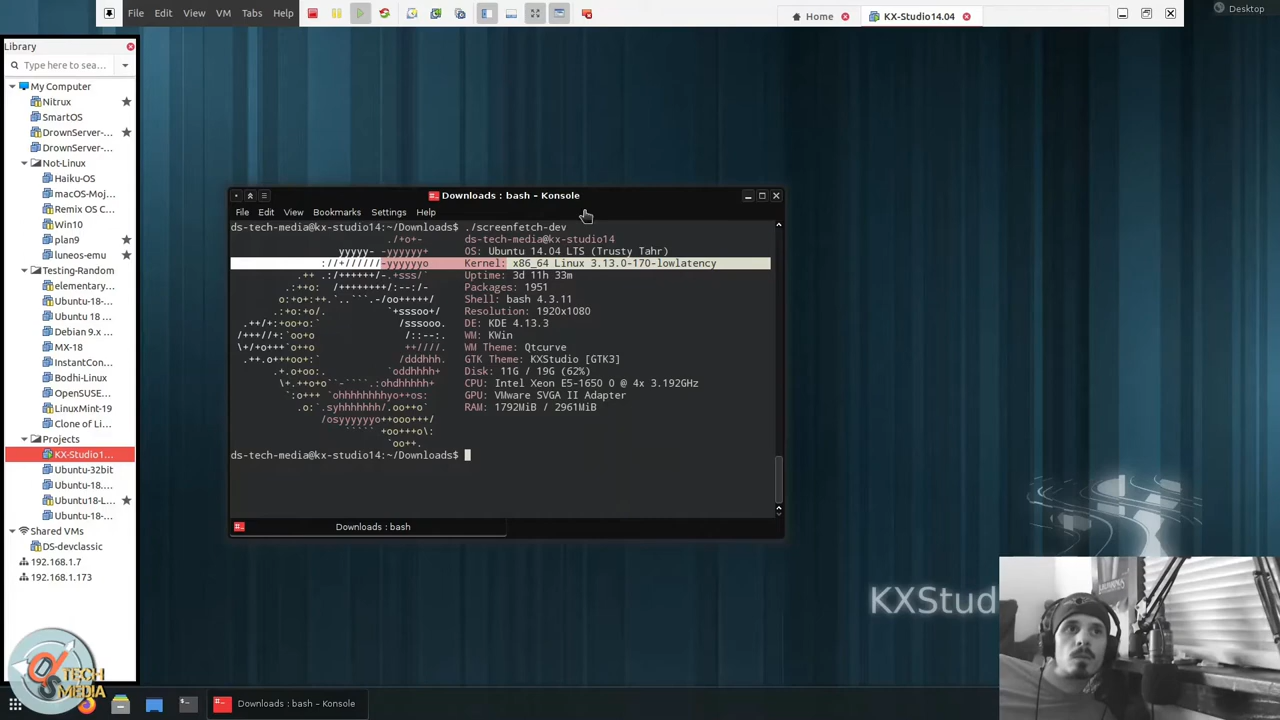 File Edit View VM Tabs Help
Home
KX-Studio14.04
Desktop
Library
Type here to sea...
My Computer
Nitrux
SmartOS
DrownServer-...
DrownServer-...
Not-Linux
Haiku-OS
macOS-Moj...
Remix OS C...
Win10
plan9
luneos-emu
Testing-Random
elementary...
Ubuntu-18-...
Ubuntu 18 ...
Debian 9.x ...
MX-18
InstantCon...
Bodhi-Linux
OpenSUSE...
LinuxMint-19
Clone of Li...
Projects
KX-Studio1...
Ubuntu-32bit
Ubuntu-18....
Ubuntu18-L...
Ubuntu-18-...
Shared VMs
DS-devclassic
192.168.1.7
192.168.1.173
Downloads : bash – Konsole
File Edit View Bookmarks Settings Help
ds-tech-media@kx-studio14:~/Downloads$ ./screenfetch-dev
ds-tech-media@kx-studio14
OS: Ubuntu 14.04 LTS (Trusty Tahr)
Kernel: x86_64 Linux 3.13.0-170-lowlatency
Uptime: 3d 11h 33m
Packages: 1951
Shell: bash 4.3.11
Resolution: 1920x1080
DE: KDE 4.13.3
WM: KWin
WM Theme: Qtcurve
GTK Theme: KXStudio [GTK3]
Disk: 11G / 19G (62%)
CPU: Intel Xeon E5-1650 0 @ 4x 3.192GHz
GPU: VMware SVGA II Adapter
RAM: 1792MiB / 2961MiB
ds-tech-media@kx-studio14:~/Downloads$
Downloads : bash
KXStud
TECH
MEDIA
Downloads : bash – Konsole